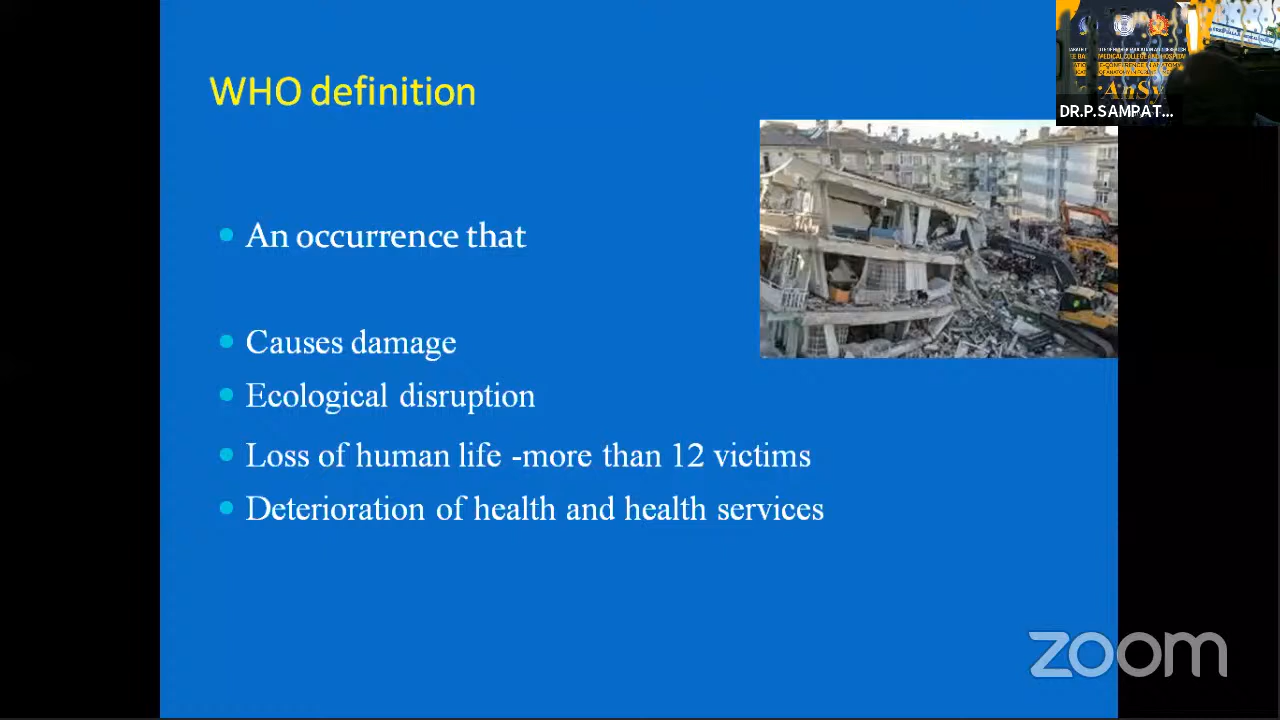 WHO definition
An occurrence that
Causes damage
Ecological disruption
Loss of human life -more than 12 victims
Deterioration of health and health services
DR.P.SAMPAT...
zoom